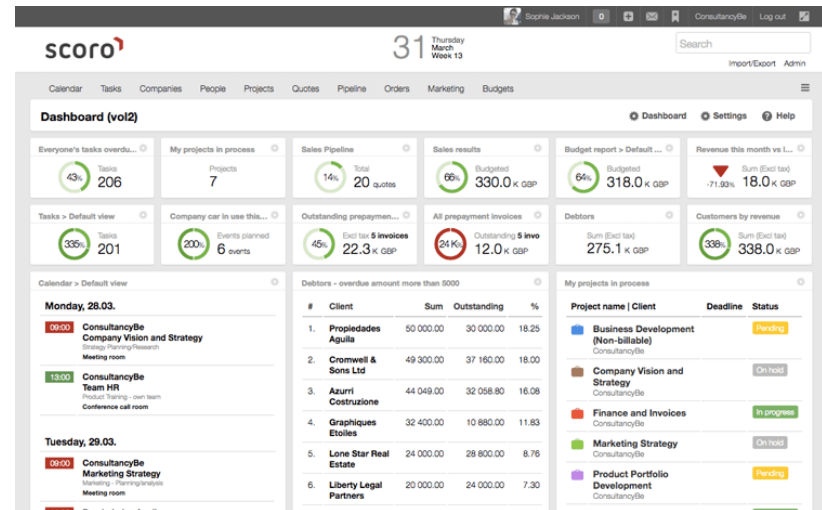 Sophie Jackson 0 ConsultancyBe Log out
scoro
31 Thursday
March
Week 13
Search
Import/Export Admin
Calendar Tasks Companies People Projects Quotes Pipeline Orders Marketing Budgets
Dashboard (vol2)
Dashboard Settings Help
Everyone's tasks overdu...
43%
Tasks
206
My projects in process
Projects
7
Sales Pipeline
14%
Total
20 quotes
Sales results
66%
Budgeted
330.0 K GBP
Budget report > Default ...
64%
Budgeted
318.0 K GBP
Revenue this month vs l...
-71.93%
Sum (Excl tax)
18.0 K GBP
Tasks > Default view
335%
Tasks
201
Company car in use this...
200%
Events planned
6 events
Outstanding prepaymen...
45%
Excl tax 5 invoices
22.3 K GBP
All prepayment invoices
24 K%
Outstanding 5 invo
12.0 K GBP
Debtors
Sum (Excl tax)
275.1 K GBP
Customers by revenue
338%
Sum (Excl tax)
338.0 K GBP
Calendar > Default view
Monday, 28.03.
09:00 ConsultancyBe
Company Vision and Strategy
Strategy Planning/Research
Meeting room
13:00 ConsultancyBe
Team HR
Product Training - own team
Conference call room
Tuesday, 29.03.
09:00 ConsultancyBe
Marketing Strategy
Marketing - Planning/analysis
Meeting room
Debtors - overdue amount more than 5000
# Client Sum Outstanding %
1. Propiedades Aguila 50 000.00 30 000.00 18.25
2. Cromwell & Sons Ltd 49 300.00 37 160.00 18.00
3. Azurri Costruzione 44 049.00 32 058.80 16.08
4. Graphiques Etoiles 32 400.00 10 880.00 11.83
5. Lone Star Real Estate 24 000.00 28 800.00 8.76
6. Liberty Legal Partners 20 000.00 24 000.00 7.30
My projects in process
Project name | Client Deadline Status
Business Development (Non-billable) Pending
ConsultancyBe
Company Vision and Strategy On hold
ConsultancyBe
Finance and Invoices In progress
ConsultancyBe
Marketing Strategy On hold
ConsultancyBe
Product Portfolio Development Pending
ConsultancyBe